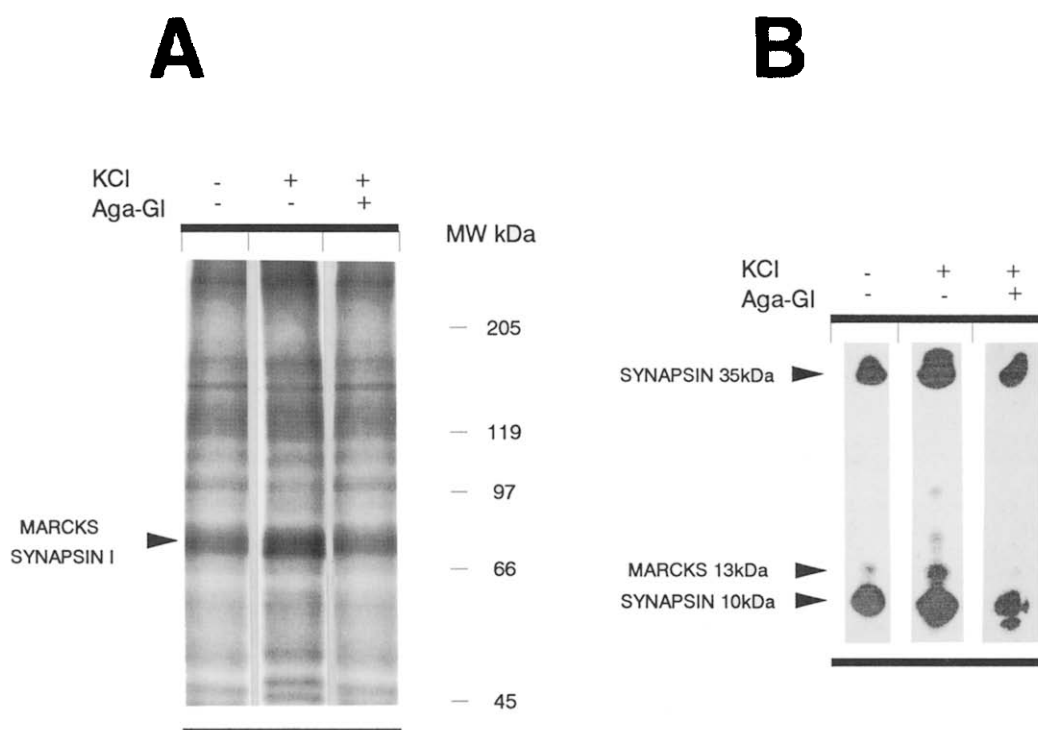 A
KCl - + +
Aga-GI - - +
MW kDa
205
119
97
MARCKS
SYNAPSIN I
66
45
B
KCl - + +
Aga-GI - - +
SYNAPSIN 35kDa
MARCKS 13kDa
SYNAPSIN 10kDa